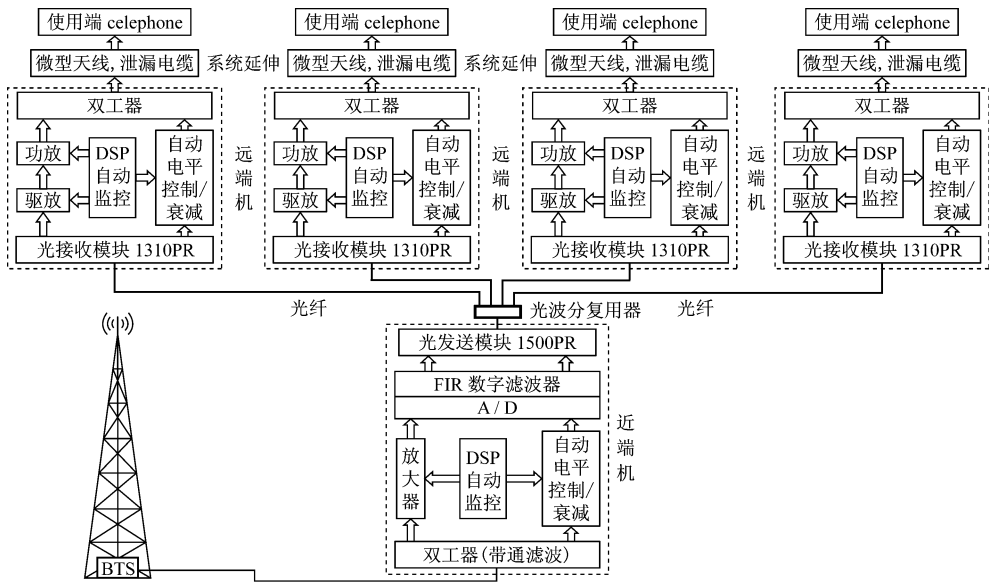 使用端 celephone
使用端 celephone
使用端 celephone
使用端 celephone
微型天线,泄漏电缆
系统延伸
微型天线,泄漏电缆
系统延伸
微型天线,泄漏电缆
微型天线,泄漏电缆
双工器
功放
驱放
DSP
自动
监控
自动
电平
控制/
衰减
光接收模块 1310PR
远端机
双工器
功放
驱放
DSP
自动
监控
自动
电平
控制/
衰减
光接收模块 1310PR
远端机
双工器
功放
驱放
DSP
自动
监控
自动
电平
控制/
衰减
光接收模块 1310PR
远端机
双工器
功放
驱放
DSP
自动
监控
自动
电平
控制/
衰减
光接收模块 1310PR
光纤
光波分复用器
光纤
光发送模块 1500PR
FIR 数字滤波器
A / D
放大器
DSP
自动
监控
自动
电平
控制/
衰减
近端机
双工器(带通滤波)
BTS